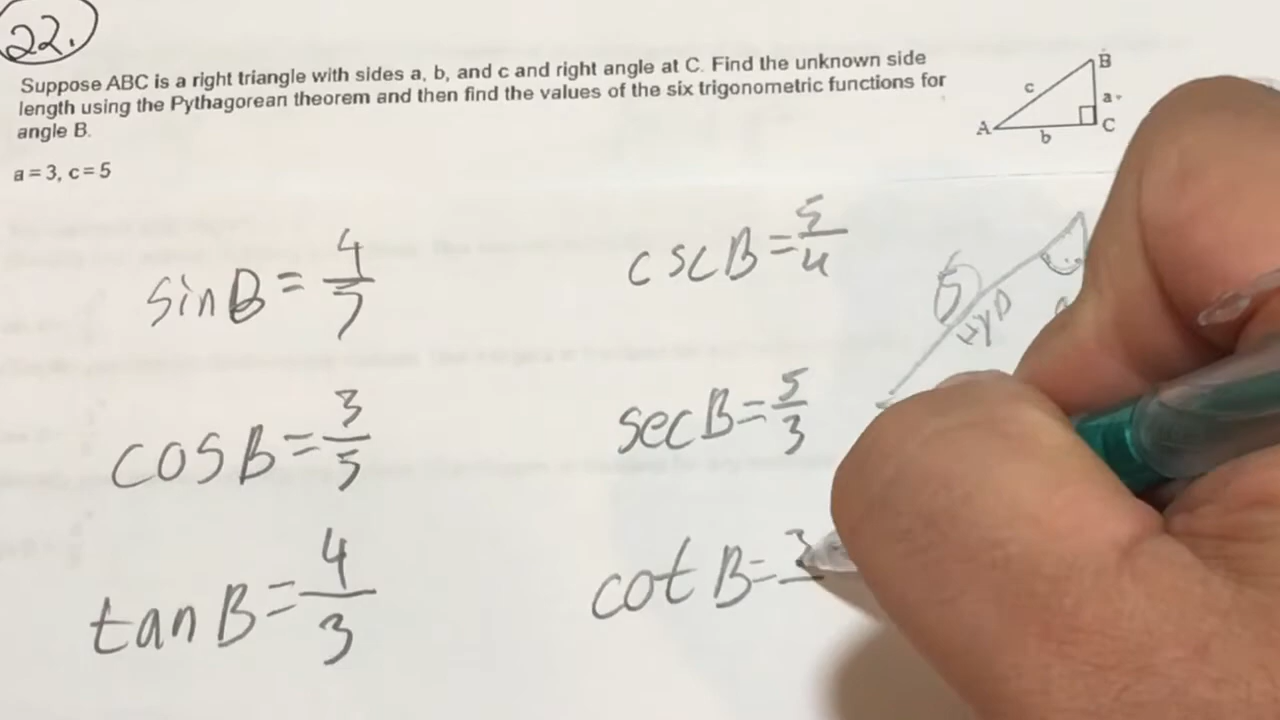 22.
Suppose ABC is a right triangle with sides a, b, and c and right angle at C. Find the unknown side
length using the Pythagorean theorem and then find the values of the six trigonometric functions for
angle B.
a = 3, c = 5
B
c
a
A
b
C
sin B = 4/5
csc B = 5/4
5
hyp
cos B = 3/5
sec B = 5/3
tan B = 4/3
cot B = 3